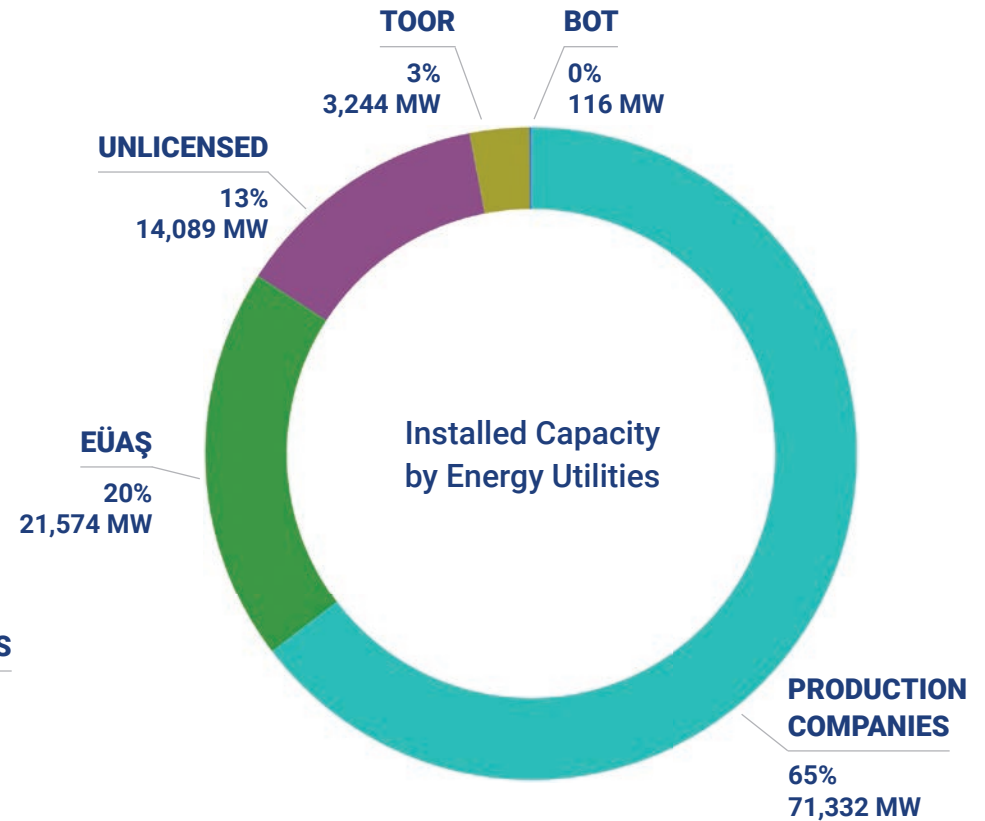 TOOR
3%
3,244 MW
BOT
0%
116 MW
UNLICENSED
13%
14,089 MW
EÜAŞ
20%
21,574 MW
Installed Capacity
by Energy Utilities
S
PRODUCTION
COMPANIES
65%
71,332 MW